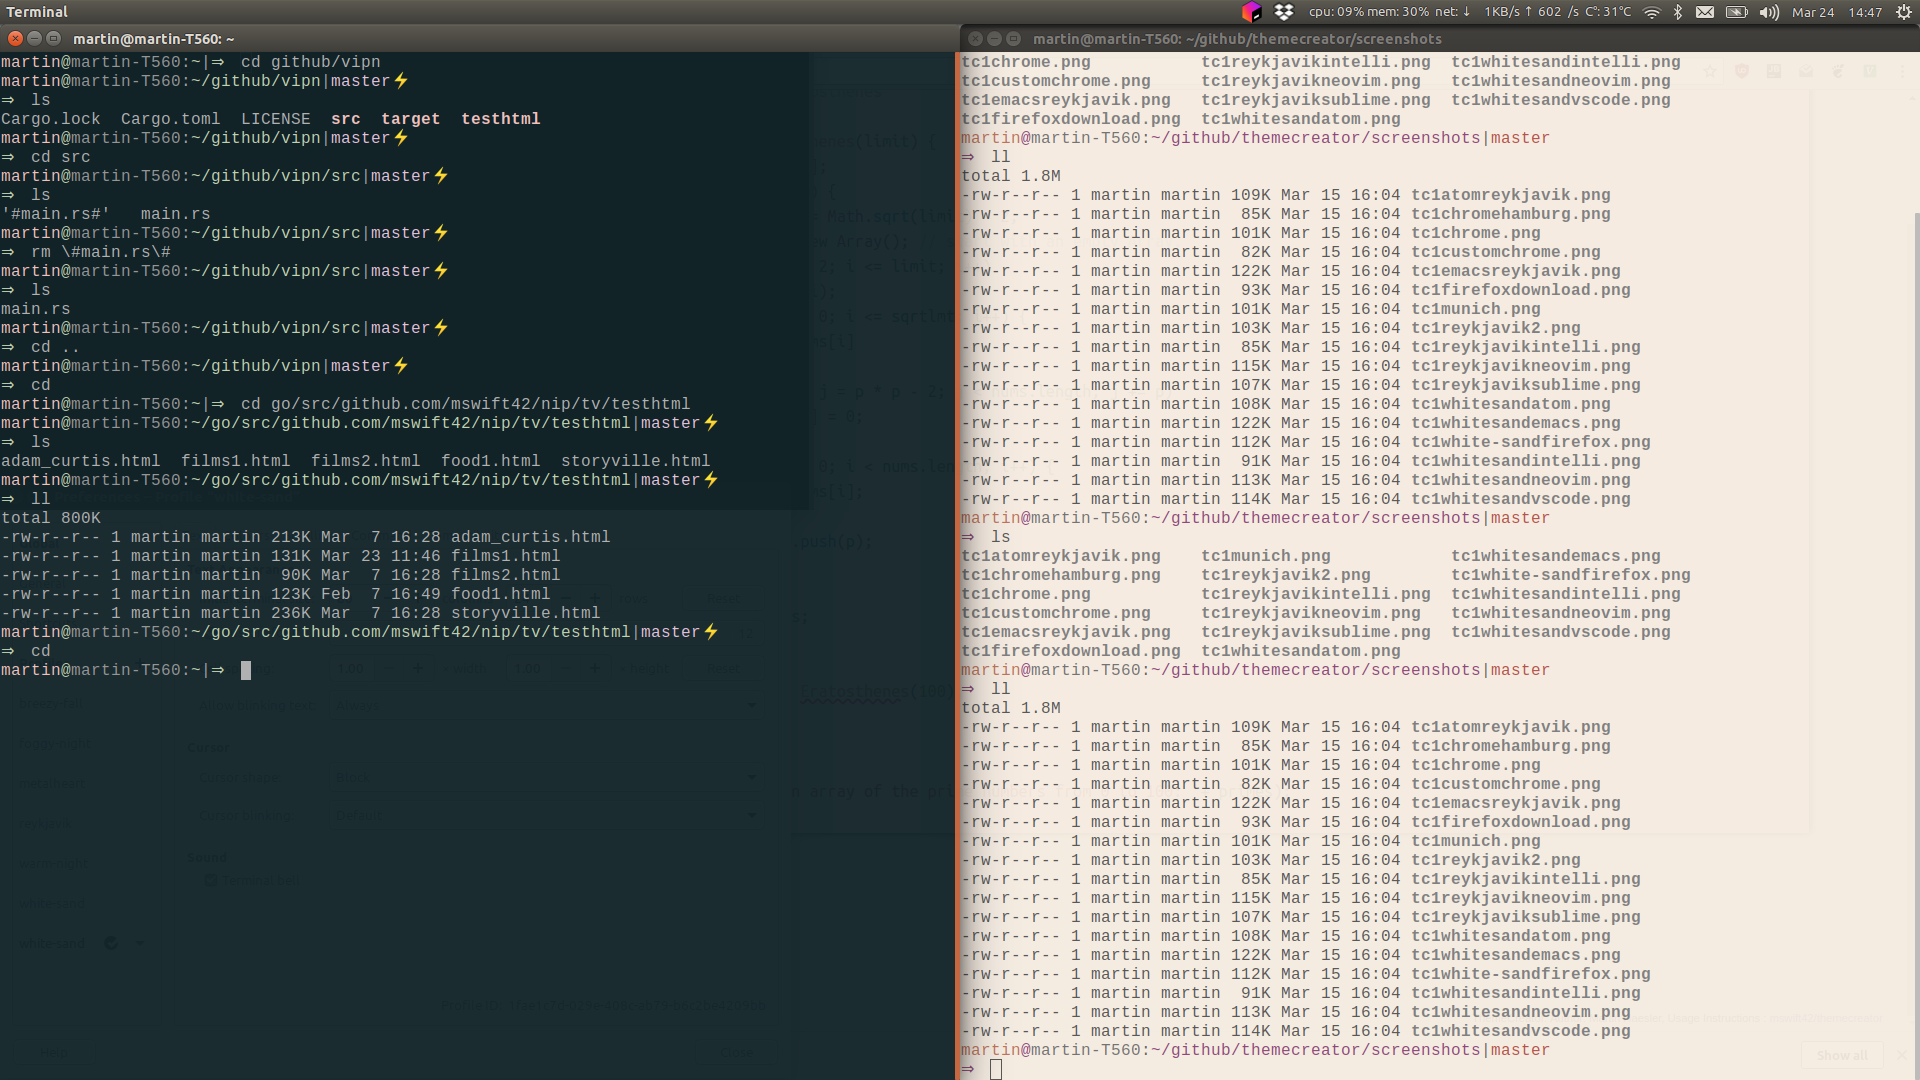 Terminal
cpu: 09% mem: 30% net: ↓ 1KB/s ↑ 602 /s C°: 31°C Mar 24 14:47
martin@martin-T560: ~
martin@martin-T560:~|⇒  cd github/vipn
martin@martin-T560:~/github/vipn|master⚡
⇒  ls
Cargo.lock  Cargo.toml  LICENSE  src  target  testhtml
martin@martin-T560:~/github/vipn|master⚡
⇒  cd src
martin@martin-T560:~/github/vipn/src|master⚡
⇒  ls
'#main.rs#'   main.rs
martin@martin-T560:~/github/vipn/src|master⚡
⇒  rm \#main.rs\#
martin@martin-T560:~/github/vipn/src|master⚡
⇒  ls
main.rs
martin@martin-T560:~/github/vipn/src|master⚡
⇒  cd ..
martin@martin-T560:~/github/vipn|master⚡
⇒  cd
martin@martin-T560:~|⇒  cd go/src/github.com/mswift42/nip/tv/testhtml
martin@martin-T560:~/go/src/github.com/mswift42/nip/tv/testhtml|master⚡
⇒  ls
adam_curtis.html  films1.html  films2.html  food1.html  storyville.html
martin@martin-T560:~/go/src/github.com/mswift42/nip/tv/testhtml|master⚡
⇒  ll
total 800K
-rw-r--r-- 1 martin martin 213K Mar  7 16:28 adam_curtis.html
-rw-r--r-- 1 martin martin 131K Mar 23 11:46 films1.html
-rw-r--r-- 1 martin martin  90K Mar  7 16:28 films2.html
-rw-r--r-- 1 martin martin 123K Feb  7 16:49 food1.html
-rw-r--r-- 1 martin martin 236K Mar  7 16:28 storyville.html
martin@martin-T560:~/go/src/github.com/mswift42/nip/tv/testhtml|master⚡
⇒  cd
martin@martin-T560:~|⇒
martin@martin-T560: ~/github/themecreator/screenshots
tc1chrome.png           tc1reykjavikintelli.png  tc1whitesandintelli.png
tc1customchrome.png     tc1reykjavikneovim.png   tc1whitesandneovim.png
tc1emacsreykjavik.png   tc1reykjaviksublime.png  tc1whitesandvscode.png
tc1firefoxdownload.png  tc1whitesandatom.png
martin@martin-T560:~/github/themecreator/screenshots|master
⇒  ll
total 1.8M
-rw-r--r-- 1 martin martin 109K Mar 15 16:04 tc1atomreykjavik.png
-rw-r--r-- 1 martin martin  85K Mar 15 16:04 tc1chromehamburg.png
-rw-r--r-- 1 martin martin 101K Mar 15 16:04 tc1chrome.png
-rw-r--r-- 1 martin martin  82K Mar 15 16:04 tc1customchrome.png
-rw-r--r-- 1 martin martin 122K Mar 15 16:04 tc1emacsreykjavik.png
-rw-r--r-- 1 martin martin  93K Mar 15 16:04 tc1firefoxdownload.png
-rw-r--r-- 1 martin martin 101K Mar 15 16:04 tc1munich.png
-rw-r--r-- 1 martin martin 103K Mar 15 16:04 tc1reykjavik2.png
-rw-r--r-- 1 martin martin  85K Mar 15 16:04 tc1reykjavikintelli.png
-rw-r--r-- 1 martin martin 115K Mar 15 16:04 tc1reykjavikneovim.png
-rw-r--r-- 1 martin martin 107K Mar 15 16:04 tc1reykjaviksublime.png
-rw-r--r-- 1 martin martin 108K Mar 15 16:04 tc1whitesandatom.png
-rw-r--r-- 1 martin martin 122K Mar 15 16:04 tc1whitesandemacs.png
-rw-r--r-- 1 martin martin 112K Mar 15 16:04 tc1white-sandfirefox.png
-rw-r--r-- 1 martin martin  91K Mar 15 16:04 tc1whitesandintelli.png
-rw-r--r-- 1 martin martin 113K Mar 15 16:04 tc1whitesandneovim.png
-rw-r--r-- 1 martin martin 114K Mar 15 16:04 tc1whitesandvscode.png
martin@martin-T560:~/github/themecreator/screenshots|master
⇒  ls
tc1atomreykjavik.png    tc1munich.png            tc1whitesandemacs.png
tc1chromehamburg.png    tc1reykjavik2.png        tc1white-sandfirefox.png
tc1chrome.png           tc1reykjavikintelli.png  tc1whitesandintelli.png
tc1customchrome.png     tc1reykjavikneovim.png   tc1whitesandneovim.png
tc1emacsreykjavik.png   tc1reykjaviksublime.png  tc1whitesandvscode.png
tc1firefoxdownload.png  tc1whitesandatom.png
martin@martin-T560:~/github/themecreator/screenshots|master
⇒  ll
total 1.8M
-rw-r--r-- 1 martin martin 109K Mar 15 16:04 tc1atomreykjavik.png
-rw-r--r-- 1 martin martin  85K Mar 15 16:04 tc1chromehamburg.png
-rw-r--r-- 1 martin martin 101K Mar 15 16:04 tc1chrome.png
-rw-r--r-- 1 martin martin  82K Mar 15 16:04 tc1customchrome.png
-rw-r--r-- 1 martin martin 122K Mar 15 16:04 tc1emacsreykjavik.png
-rw-r--r-- 1 martin martin  93K Mar 15 16:04 tc1firefoxdownload.png
-rw-r--r-- 1 martin martin 101K Mar 15 16:04 tc1munich.png
-rw-r--r-- 1 martin martin 103K Mar 15 16:04 tc1reykjavik2.png
-rw-r--r-- 1 martin martin  85K Mar 15 16:04 tc1reykjavikintelli.png
-rw-r--r-- 1 martin martin 115K Mar 15 16:04 tc1reykjavikneovim.png
-rw-r--r-- 1 martin martin 107K Mar 15 16:04 tc1reykjaviksublime.png
-rw-r--r-- 1 martin martin 108K Mar 15 16:04 tc1whitesandatom.png
-rw-r--r-- 1 martin martin 122K Mar 15 16:04 tc1whitesandemacs.png
-rw-r--r-- 1 martin martin 112K Mar 15 16:04 tc1white-sandfirefox.png
-rw-r--r-- 1 martin martin  91K Mar 15 16:04 tc1whitesandintelli.png
-rw-r--r-- 1 martin martin 113K Mar 15 16:04 tc1whitesandneovim.png
-rw-r--r-- 1 martin martin 114K Mar 15 16:04 tc1whitesandvscode.png
martin@martin-T560:~/github/themecreator/screenshots|master
⇒
Show all